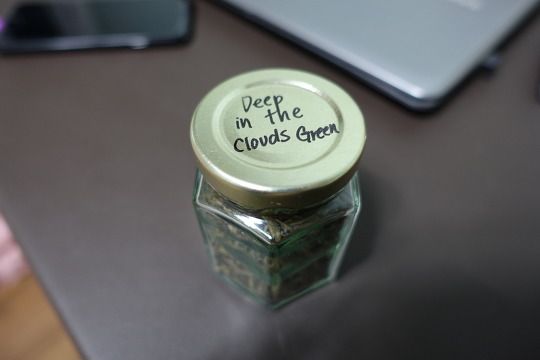 Deep
in the
Clouds Green